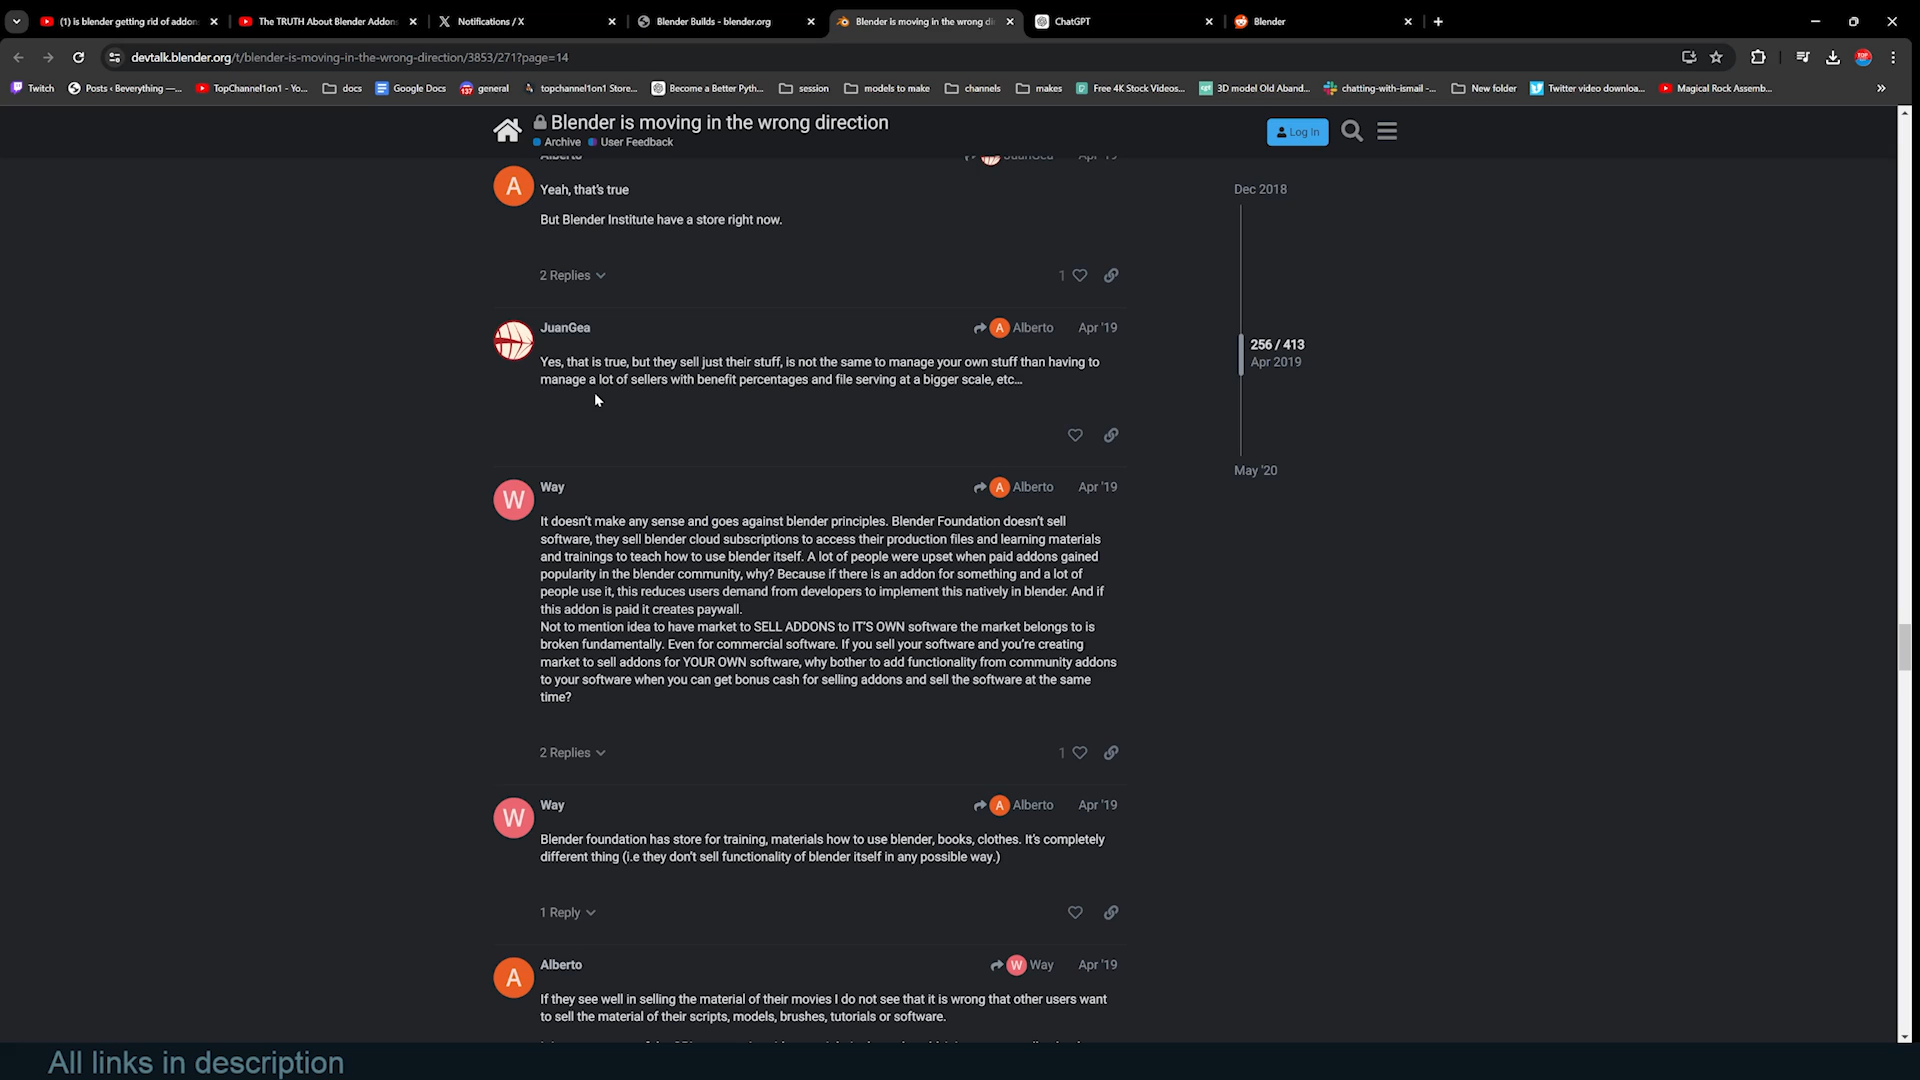 (1) is blender getting rid of addon
The TRUTH About Blender Addon
Notifications / X
Blender Builds - blender.org
Blender is moving in the wrong di
ChatGPT
Blender
devtalk.blender.org/t/blender-is-moving-in-the-wrong-direction/3853/271?page=14
Twitch
Posts ‹ Beverything —...
TopChannel1on1 - Yo...
docs
Google Docs
137
general
topchannel1on1 Store...
Become a Better Pyth...
session
models to make
channels
makes
Free 4K Stock Videos...
3D model Old Aband...
chatting-with-ismail -...
New folder
Twitter video downloa...
Magical Rock Assemb...
»
Blender is moving in the wrong direction
Archive User Feedback
Log In
Alberto JuanGea Apr '19
A
Yeah, that's true
But Blender Institute have a store right now.
2 Replies
1
JuanGea
A Alberto Apr '19
Yes, that is true, but they sell just their stuff, is not the same to manage your own stuff than having to
manage a lot of sellers with benefit percentages and file serving at a bigger scale, etc...
W
Way
A Alberto Apr '19
It doesn't make any sense and goes against blender principles. Blender Foundation doesn't sell
software, they sell blender cloud subscriptions to access their production files and learning materials
and trainings to teach how to use blender itself. A lot of people were upset when paid addons gained
popularity in the blender community, why? Because if there is an addon for something and a lot of
people use it, this reduces users demand from developers to implement this natively in blender. And if
this addon is paid it creates paywall.
Not to mention idea to have market to SELL ADDONS to IT'S OWN software the market belongs to is
broken fundamentally. Even for commercial software. If you sell your software and you're creating
market to sell addons for YOUR OWN software, why bother to add functionality from community addons
to your software when you can get bonus cash for selling addons and sell the software at the same
time?
2 Replies
1
W
Way
A Alberto Apr '19
Blender foundation has store for training, materials how to use blender, books, clothes. It's completely
different thing (i.e they don't sell functionality of blender itself in any possible way.)
1 Reply
A
Alberto
W Way Apr '19
If they see well in selling the material of their movies I do not see that it is wrong that other users want
to sell the material of their scripts, models, brushes, tutorials or software.
Dec 2018
256 / 413
Apr 2019
May '20
All links in description